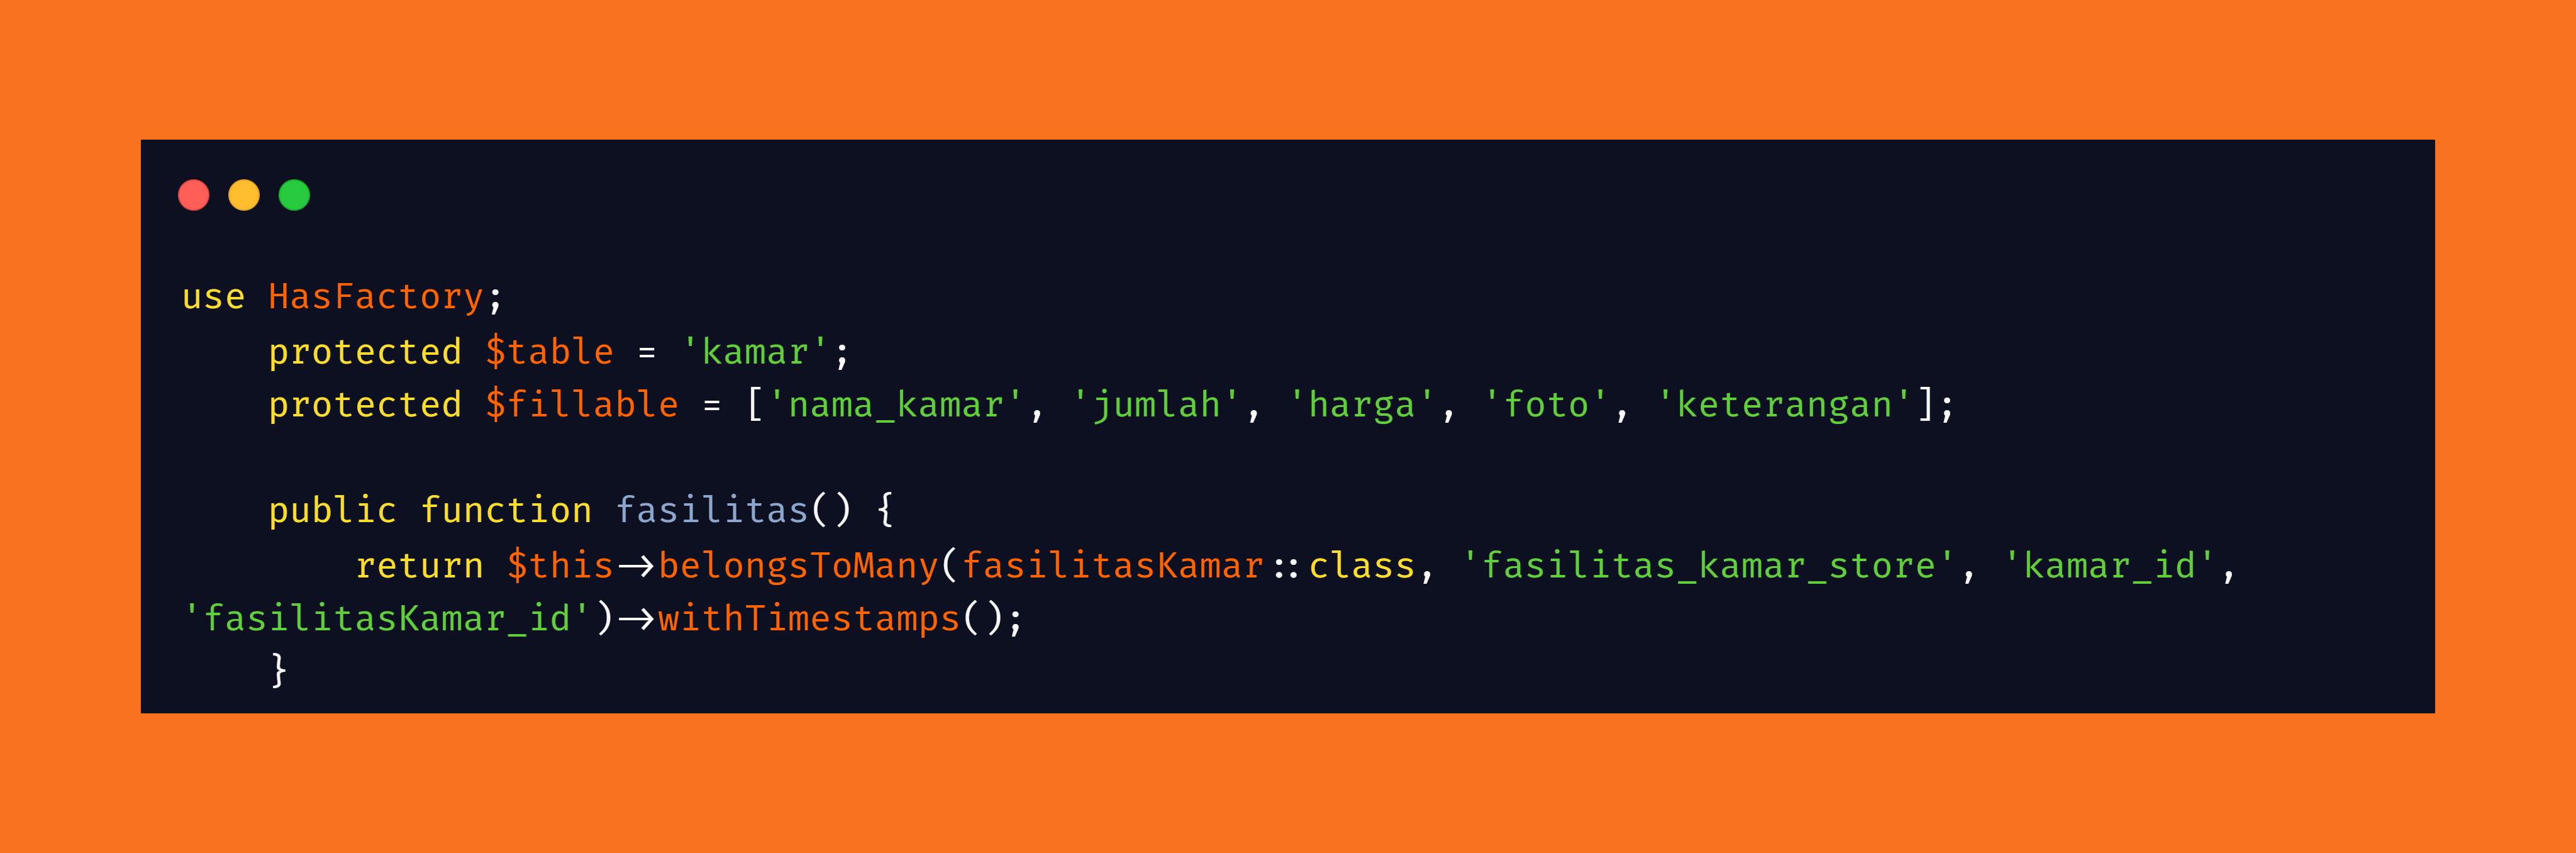 use HasFactory;
    protected $table = 'kamar';
    protected $fillable = ['nama_kamar', 'jumlah', 'harga', 'foto', 'keterangan'];

    public function fasilitas() {
        return $this->belongsToMany(fasilitasKamar::class, 'fasilitas_kamar_store', 'kamar_id',
'fasilitasKamar_id')->withTimestamps();
    }